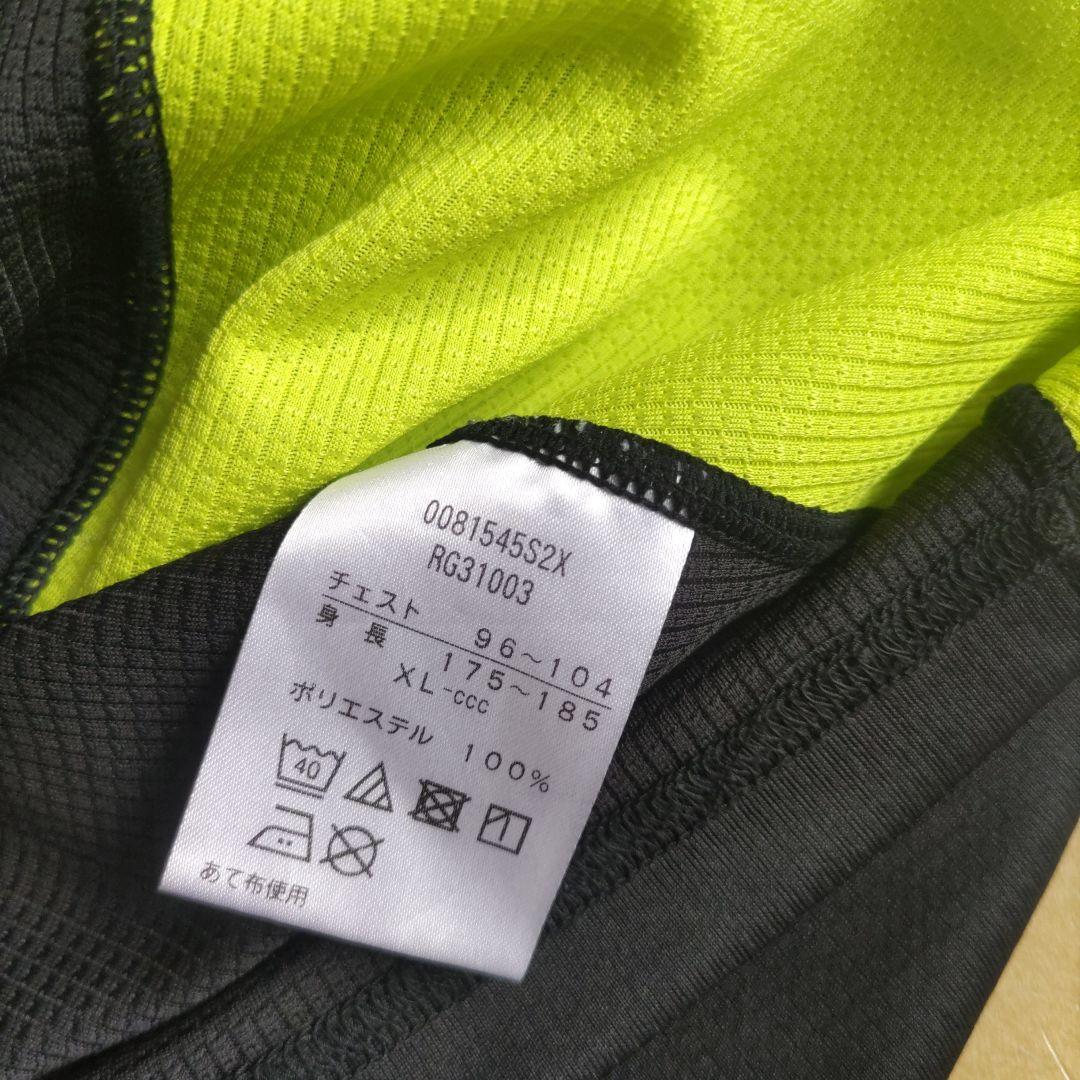 0081545S2X
RG31003
チェスト 96～104
身長 175～185
XL-ccc
ポリエステル 100%
40
あて布使用